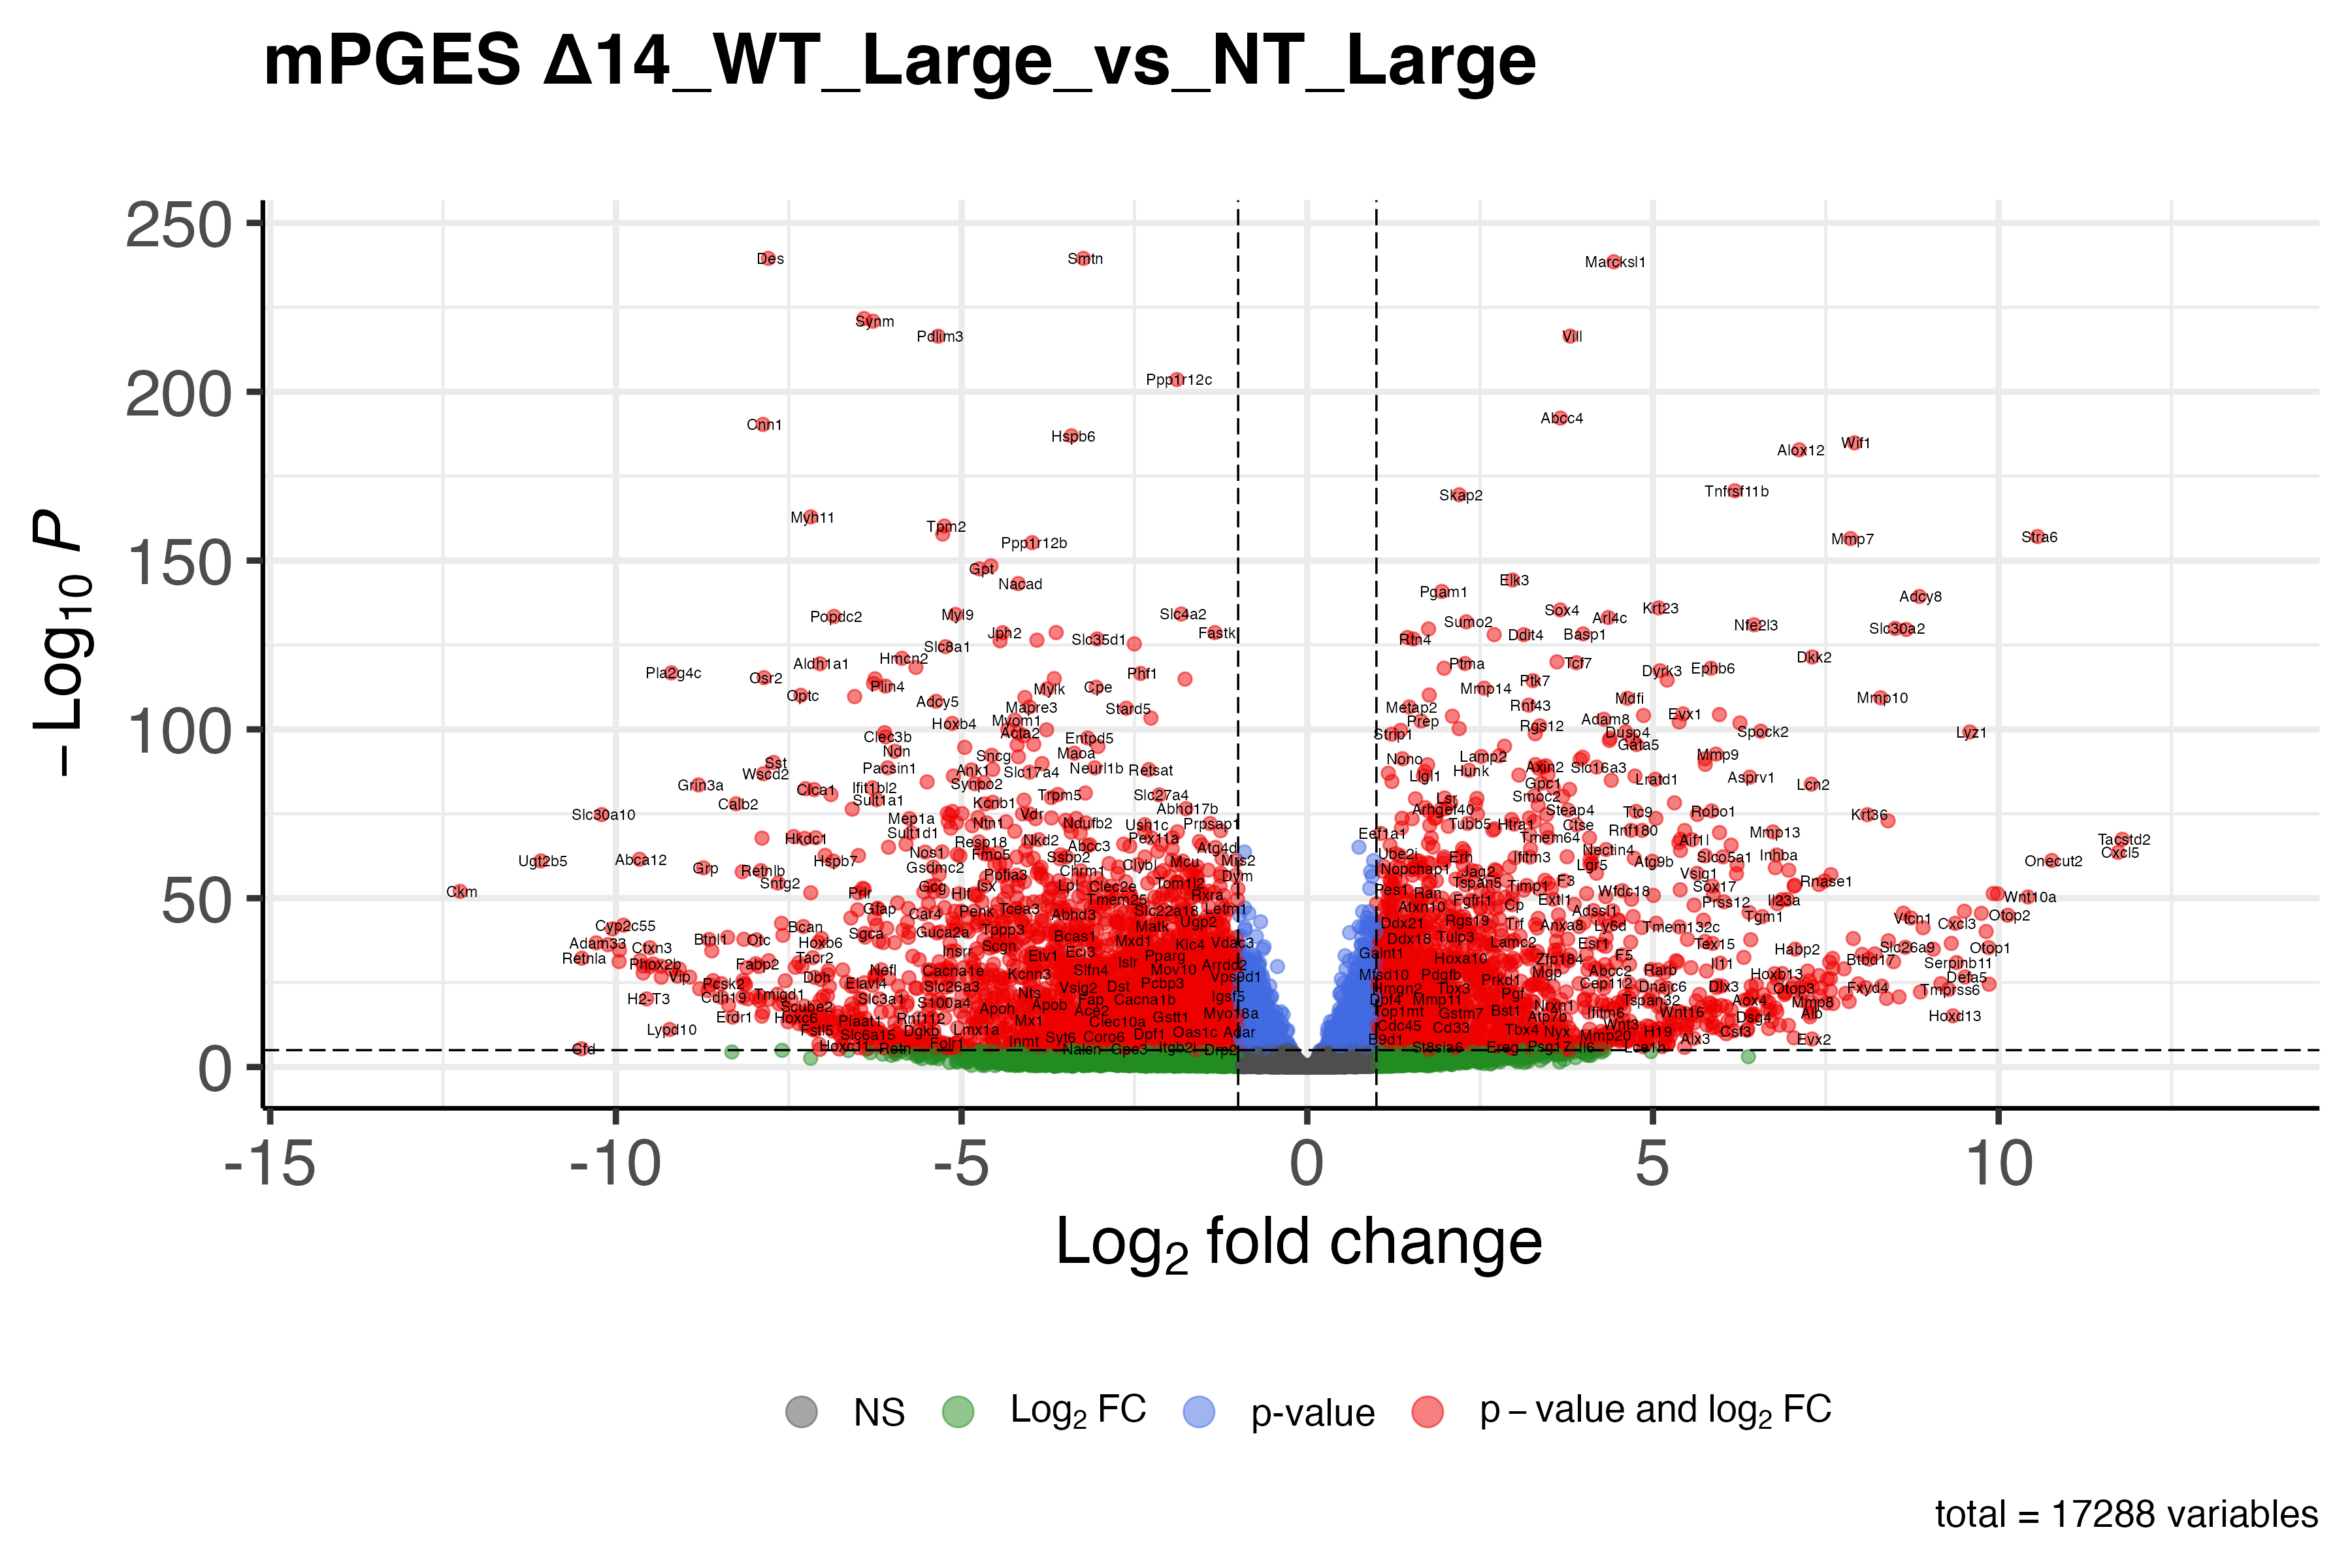 mPGES Δ14_WT_Large_vs_NT_Large
250
200
150
100
50
0
−Log10 P
Des
Smtn
Marcksl1
Synm
Pdlim3
Vill
Ppp1r12c
Cnn1
Hspb6
Abcc4
Wif1
Alox12
Skap2
Tnfrsf11b
Myh11
Tpm2
Ppp1r12b
Mmp7
Stra6
Gpt
Nacad
Elk3
Pgam1
Adcy8
Popdc2
Myl9
Slc4a2
Sox4
Krt23
Arl4c
Sumo2
Nfe2l3
Slc30a2
Jph2
Fastk
Slc35d1
Rtn4
Ddit4
Basp1
Slc8a1
Hmcn2
Aldh1a1
Ptma
Tcf7
Dkk2
Pla2g4c
Osr2
Phf1
Dyrk3
Ephb6
Optc
Plin4
Mylk
Cpe
Mmp14
Ptk7
Mdfi
Mmp10
Adcy5
Mapre3
Stard5
Metap2
Rnf43
Hoxb4
Myom1
Acta2
Prep
Rgs12
Adam8
Evx1
Clec3b
Entpd5
Strip1
Dusp4
Gata5
Spock2
Lyz1
Ndn
Sncg
Maoa
Nono
Lamp2
Mmp9
Sst
Wscd2
Pacsin1
Ank1
Slc17a4
Neurl1b
Retsat
Lgl1
Hunk
Axin2
Slc16a3
Lratd1
Asprv1
Lcn2
Grin3a
Calb2
Clca1
Ifit1bl2
Sult1a1
Synpo2
Kcnb1
Trpm5
Slc27a4
Lsr
Gpc1
Smoc2
Slc30a10
Mep1a
Sult1d1
Ntn1
Vdr
Ndufb2
Abhd17b
Prpsap1
Arhgef40
Tubb5
Htra1
Steap4
Ctse
Ttc9
Robo1
Krt36
Hkdc1
Resp18
Nkd2
Ush1c
Pex11a
Eef1a1
Tmem64
Rnf180
Aif1l
Mmp13
Tacstd2
Cxcl5
Ugt2b5
Abca12
Grp
Retnlb
Hspb7
Nos1
Fmo5
Ssbp2
Abcc3
Clybl
Mcu
Atg4d
Mrs2
Ube2i
Erh
Ifitm3
Nectin4
Lgr5
Atg9b
Slco5a1
Inhba
Onecut2
Ckm
Sntg2
Prlr
Gsdmc2
Gcg
Hlf
Isx
Ppfia3
Lpl
Chrm1
Clec2e
Tmem25
Tom1l2
Rxra
Dym
Nopchap1
Pes1
Ran
Jag2
Tspan5
Fgfrl1
Timp1
F3
Extl1
Wfdc18
Vsig1
Sox17
Prss12
Rnase1
Il23a
Wnt10a
Cyp2c55
Bcan
Gfap
Car4
Penk
Tcea3
Abhd3
Slc22a18
Letm1
Ugp2
Atxn10
Cp
Adssl1
Tgm1
Vtcn1
Cxcl3
Otop2
Adam33
Retnla
Ctxn3
Btnl1
Otc
Hoxb6
Sgca
Guca2a
Insrr
Tppp3
Scgn
Bcas1
Matk
Mxd1
Klc4
Vdac3
Ddx21
Ddx18
Rgs19
Tulp3
Trf
Lamc2
Anxa8
Ly6d
Esr1
Tmem132c
Tex15
Habp2
Slc26a9
Otop1
Phox2b
Vip
Fabp2
Tacr2
Dbh
Nefl
Elavl4
Cacna1e
Slc26a3
Kcnn3
Etv1
Eci3
Slfn4
Islr
Pparg
Mov10
Arrdc2
Vps9d1
Galnt1
Mfsd10
Hoxa10
Pdgfb
Zfp184
Mgp
Prkd1
F5
Abcc2
Rarb
Il11
Hoxb13
Btbd17
Serpinb11
Defa5
H2-T3
Pcsk2
Cdh19
Tmigd1
Scube2
Slc3a1
S100a4
Apoh
Nts
Apob
Vsig2
Fap
Dst
Pcbp3
Cacna1b
Igsf5
Hmgn2
Dbf4
Mmp11
Tbx3
Pgf
Nrxn1
Cep112
Tspan32
Dnajc6
Dlx3
Aox4
Otop3
Mmp8
Fxyd4
Tmprss6
Lypd10
Erdr1
Hoxc6
Fstl5
Plaat1
Rnf112
Dgkb
Lmx1a
Mx1
Ace2
Clec10a
Gstt1
Myo18a
Top1mt
Cdc45
Gstm7
Cd33
Bst1
Atp7b
Tbx4
Nyx
Ifitm6
Wnt3
Wnt16
H19
Dsg4
Csf3
Alb
Hoxd13
Cfd
Hoxc11
Slc6a15
Retn
Folr1
Inmt
Syt6
Coro6
Dpf1
Oas1c
Adar
Nalcn
Gpc3
Itgb2l
Drp2
B9d1
St8sia6
Ereg
Psg17
Il6
Mmp20
Lce1h
Alx3
Evx2
-15
-10
-5
0
5
10
Log2 fold change
NS
Log2 FC
p-value
p − value and log2 FC
total = 17288 variables